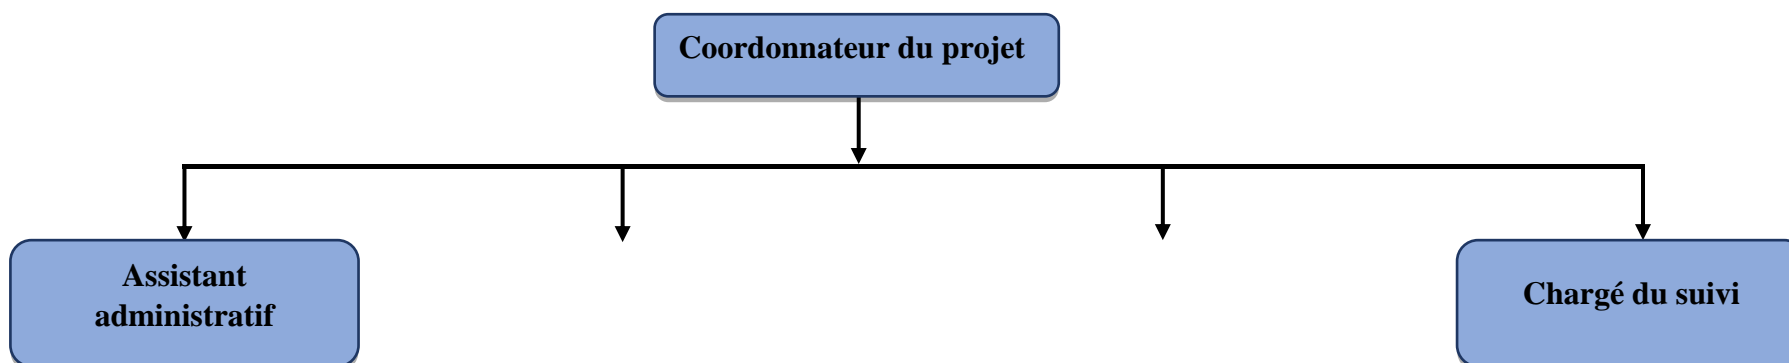 Coordonnateur du projet
Assistant
administratif
Chargé du suivi